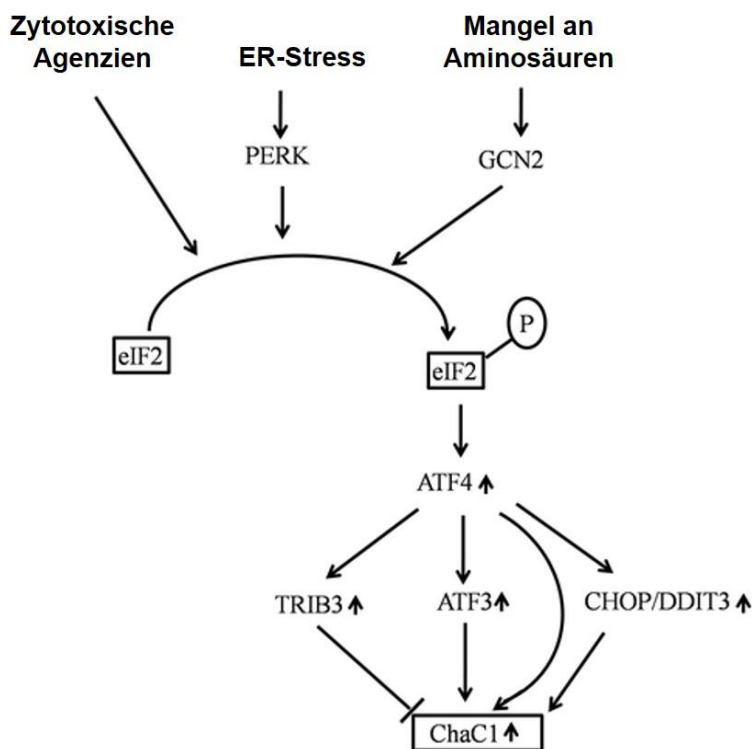 Zytotoxische
Agenzien
ER-Stress
Mangel an
Aminosäuren
PERK
GCN2
eIF2
P
eIF2
ATF4
TRIB3
ATF3
CHOP/DDIT3
ChaC1